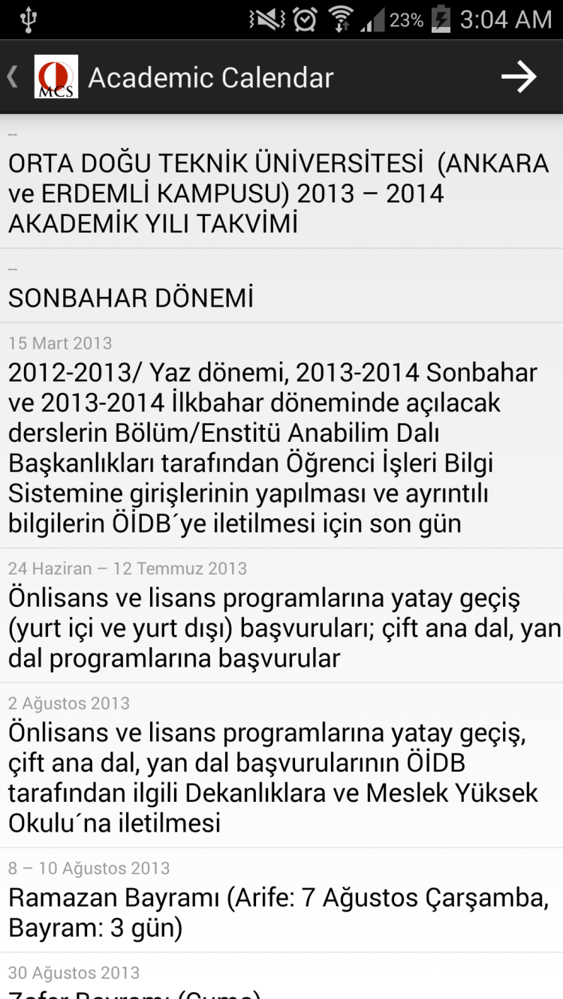 23% 3:04 AM
MCS Academic Calendar
--
ORTA DOĞU TEKNİK ÜNİVERSİTESİ (ANKARA
ve ERDEMLİ KAMPUSU) 2013 – 2014
AKADEMİK YILI TAKVİMİ
--
SONBAHAR DÖNEMİ
15 Mart 2013
2012-2013/ Yaz dönemi, 2013-2014 Sonbahar
ve 2013-2014 İlkbahar döneminde açılacak
derslerin Bölüm/Enstitü Anabilim Dalı
Başkanlıkları tarafından Öğrenci İşleri Bilgi
Sistemine girişlerinin yapılması ve ayrıntılı
bilgilerin ÖİDB´ye iletilmesi için son gün
24 Haziran – 12 Temmuz 2013
Önlisans ve lisans programlarına yatay geçiş
(yurt içi ve yurt dışı) başvuruları; çift ana dal, yan
dal programlarına başvurular
2 Ağustos 2013
Önlisans ve lisans programlarına yatay geçiş,
çift ana dal, yan dal başvurularının ÖİDB
tarafından ilgili Dekanlıklara ve Meslek Yüksek
Okulu´na iletilmesi
8 – 10 Ağustos 2013
Ramazan Bayramı (Arife: 7 Ağustos Çarşamba,
Bayram: 3 gün)
30 Ağustos 2013
Zafer Bayramı (Cuma)